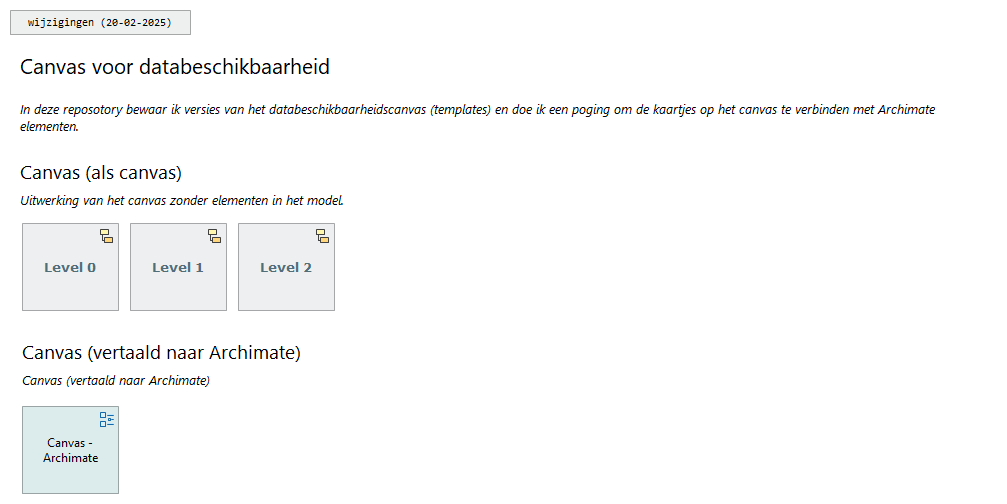 wijzigingen (20-02-2025)
Canvas voor databeschikbaarheid
In deze reposotory bewaar ik versies van het databeschikbaarheidscanvas (templates) en doe ik een poging om de kaartjes op het canvas te verbinden met Archimate
elementen.
Canvas (als canvas)
Uitwerking van het canvas zonder elementen in het model.
Level 0
Level 1
Level 2
Canvas (vertaald naar Archimate)
Canvas (vertaald naar Archimate)
Canvas -
Archimate